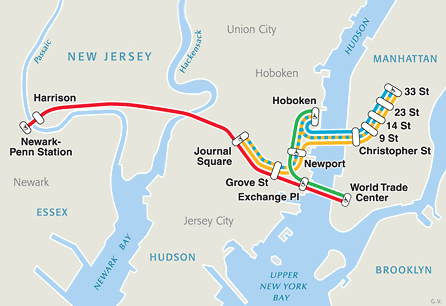 Union City
HUDSON
Passaic
NEW JERSEY
Hackensack
MANHATTAN
Hoboken
33 St
Harrison
Hoboken
23 St
14 St
9 St
Newark-
Penn Station
Journal
Square
Christopher St
Newport
Newark
Grove St
World Trade
Center
Exchange Pl
ESSEX
Jersey City
NEWARK BAY
HUDSON
UPPER
NEW YORK
BAY
BROOKLYN
G.V.